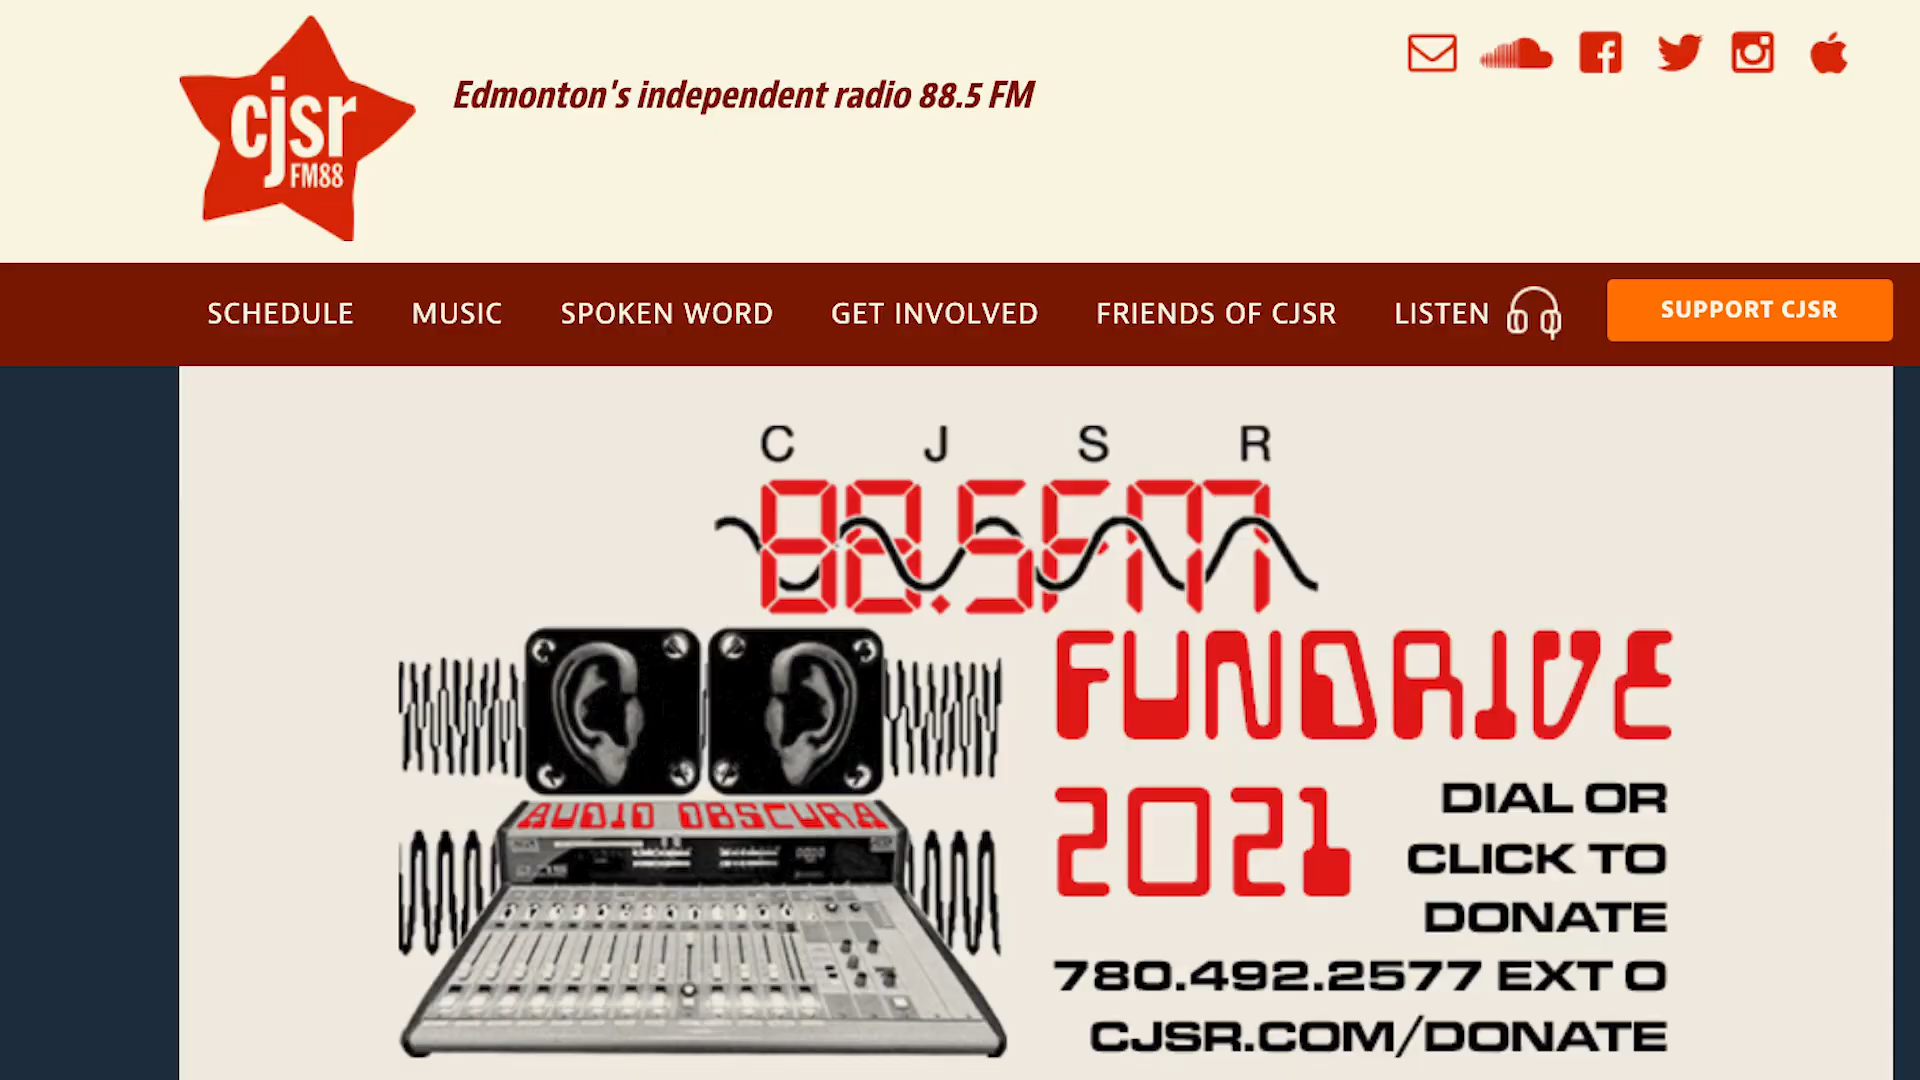 cjsr
FM88
Edmonton's independent radio 88.5 FM
SCHEDULE
MUSIC
SPOKEN WORD
GET INVOLVED
FRIENDS OF CJSR
LISTEN
SUPPORT CJSR
C J S R
88.5FM
FUNDRIVE
2021
AUDIO OBSCURA
DIAL OR
CLICK TO
DONATE
780.492.2577 EXT 0
CJSR.COM/DONATE